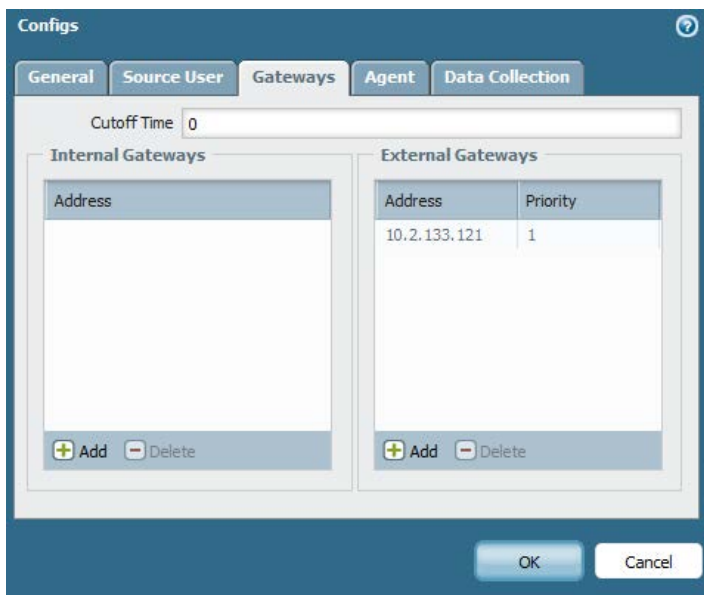 Configs
General Source User Gateways Agent Data Collection
Cutoff Time 0
Internal Gateways
Address
Add Delete
External Gateways
Address Priority
10.2.133.121 1
Add Delete
OK Cancel